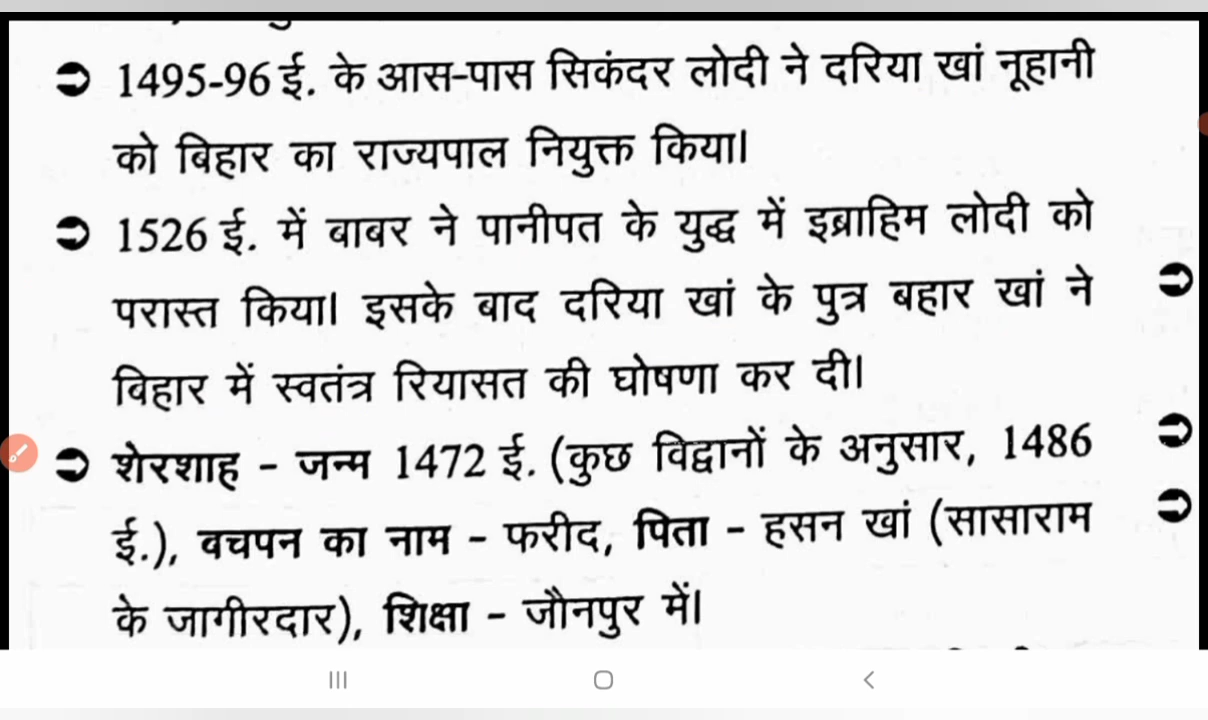 ➲ 1495-96 ई. के आस-पास सिकंदर लोदी ने दरिया खां नूहानी
को बिहार का राज्यपाल नियुक्त किया।
➲ 1526 ई. में बाबर ने पानीपत के युद्ध में इब्राहिम लोदी को
परास्त किया। इसके बाद दरिया खां के पुत्र बहार खां ने
बिहार में स्वतंत्र रियासत की घोषणा कर दी।
➲ शेरशाह - जन्म 1472 ई. (कुछ विद्वानों के अनुसार, 1486
ई.), वचपन का नाम - फरीद, पिता - हसन खां (सासाराम
के जागीरदार), शिक्षा - जौनपुर में।